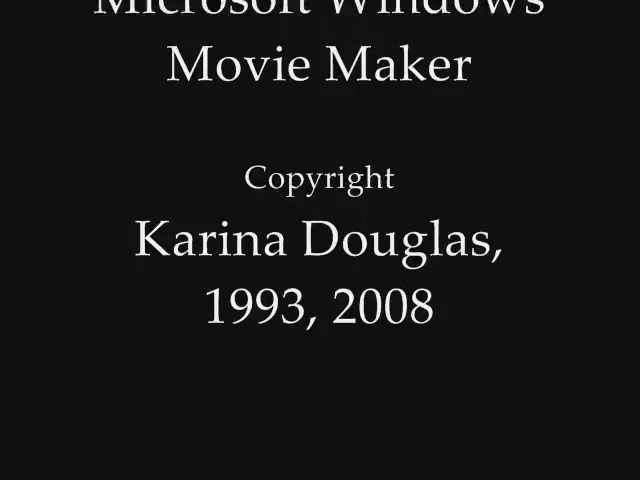 Microsoft Windows
Movie Maker
Copyright
Karina Douglas,
1993, 2008